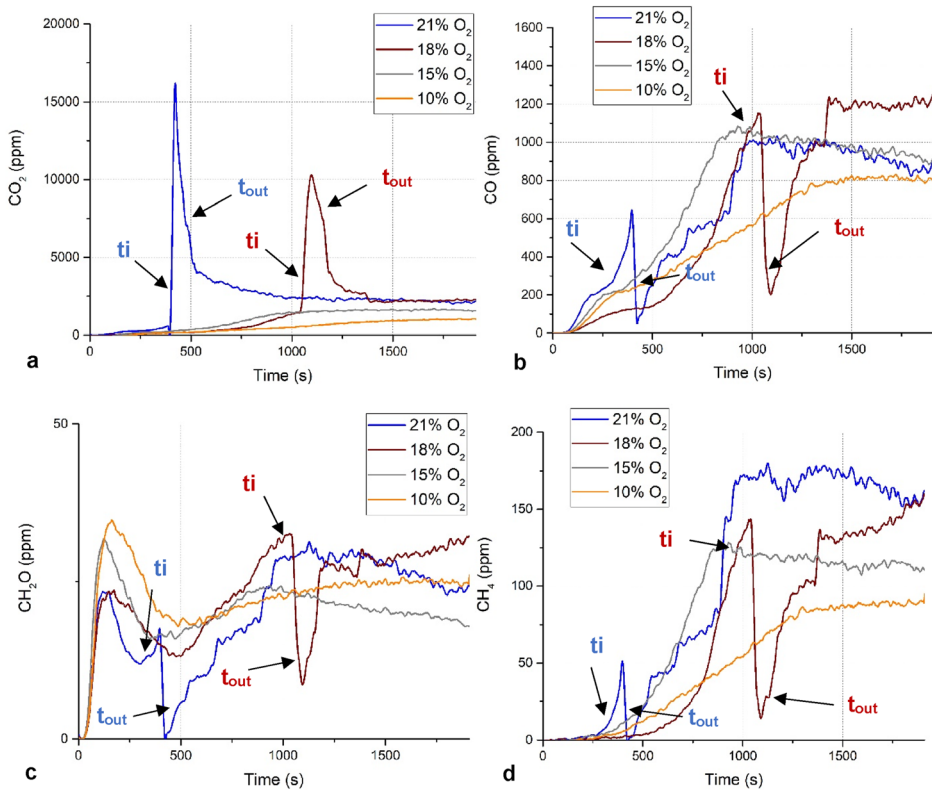 20000
15000
10000
5000
0
CO2 (ppm)
0 500 1000 1500
Time (s)
21% O2
18% O2
15% O2
10% O2
ti
tout
ti
tout
a
1600
1400
1200
1000
800
600
400
200
0
CO (ppm)
0 500 1000 1500
Time (s)
21% O2
18% O2
15% O2
10% O2
ti
ti
tout
tout
b
50
25
0
CH2O (ppm)
0 500 1000 1500
Time (s)
21% O2
18% O2
15% O2
10% O2
ti
ti
tout
tout
c
200
150
100
50
0
CH4 (ppm)
0 500 1000 1500
Time (s)
21% O2
18% O2
15% O2
10% O2
ti
ti
tout
tout
d